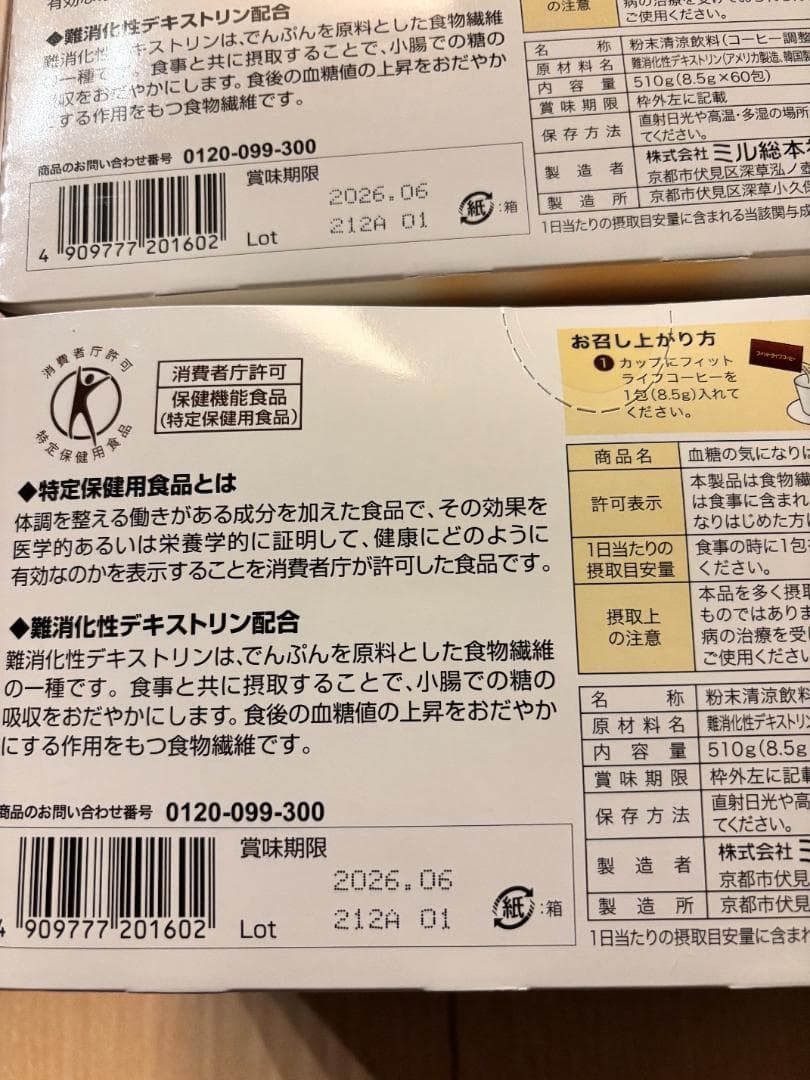 ◆難消化性デキストリン配合
難消化性デキストリンは、でんぷんを原料とした食物繊維
の一種です。食事と共に摂取することで、小腸での糖の
吸収をおだやかにします。食後の血糖値の上昇をおだやか
にする作用をもつ食物繊維です。
商品のお問い合わせ番号 0120-099-300
賞味期限
2026.06
Lot
212A 01
紙:箱
4 909777 201602
の注意
ご使用ください。
名称 粉末清涼飲料(コーヒー調整
原材料名 難消化性デキストリン(アメリカ製造、韓国製
内容量 510g(8.5g×60包)
賞味期限 枠外左に記載
保存方法 直射日光や高温・多湿の場所
てください。
製造者 株式会社ミル総本社
京都市伏見区深草泓ノ壺
製造所 京都市伏見区深草小久保
1日当たりの摂取目安量に含まれる当該関与成
消費者庁許可
特定保健用食品
消費者庁許可
保健機能食品
(特定保健用食品)
◆特定保健用食品とは
体調を整える働きがある成分を加えた食品で、その効果を
医学的あるいは栄養学的に証明して、健康にどのように
有効なのかを表示することを消費者庁が許可した食品です。
◆難消化性デキストリン配合
難消化性デキストリンは、でんぷんを原料とした食物繊維
の一種です。食事と共に摂取することで、小腸での糖の
吸収をおだやかにします。食後の血糖値の上昇をおだやか
にする作用をもつ食物繊維です。
商品のお問い合わせ番号 0120-099-300
賞味期限
2026.06
Lot
212A 01
紙:箱
4 909777 201602
お召し上がり方
1 カップにフィット
ライフコーヒーを
1包(8.5g)入れて
ください。
フィットライフコーヒー
商品名 血糖の気になりは
許可表示 本製品は食物繊
は食事に含まれ
なりはじめた方に
1日当たりの
摂取目安量
食事の時に1包を
ください。
摂取上
の注意
本品を多く摂取
ものではありま
病の治療を受け
ご使用ください
名称 粉末清涼飲料
原材料名 難消化性デキストリン
内容量 510g(8.5g
賞味期限 枠外左に記載
保存方法 直射日光や高
てください。
製造者 株式会社ミ
京都市伏見
製造所 京都市伏見
1日当たりの摂取目安量に含まれ